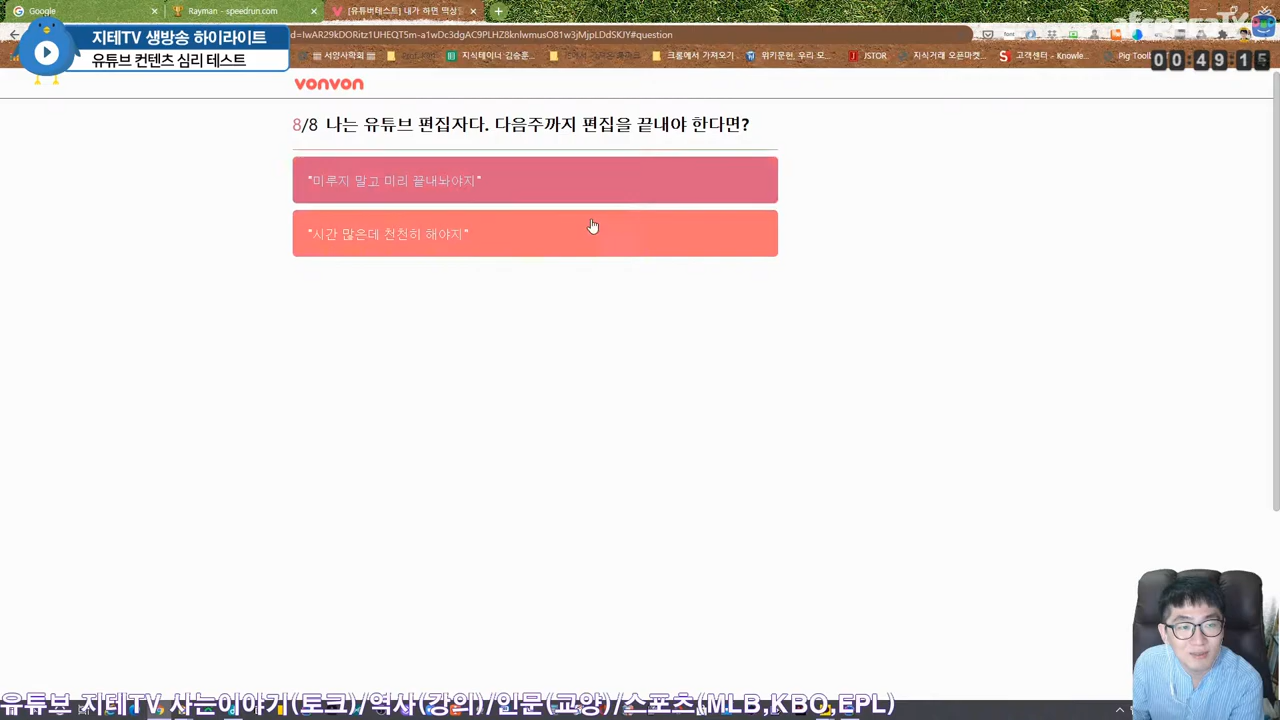 Google
Rayman - speedrun.com
[유튜버테스트] 내가 하면 떡상할
afreecaTV
지테TV 생방송 하이라이트
유튜브 컨텐츠 심리 테스트
d=IwAR29kDORitz1UHEQT5m-a1wDc3dgAC9PLHZ8knlwmusO81w3jMjpLDdSKJY#question
서양사학회
지식테이너 김승훈...
크롬에서 가져오기
위키문헌, 우리 모...
JSTOR
지식거래 오픈마켓...
고객센터 - Knowle...
Pig Toolb
00 49 15
vonvon
8/8 나는 유튜브 편집자다. 다음주까지 편집을 끝내야 한다면?
"미루지 말고 미리 끝내놔야지"
"시간 많은데 천천히 해야지"
유튜브 지테TV 사는이야기(토크)/역사(강의)/인문(교양)/스포츠(MLB,KBO,EPL)